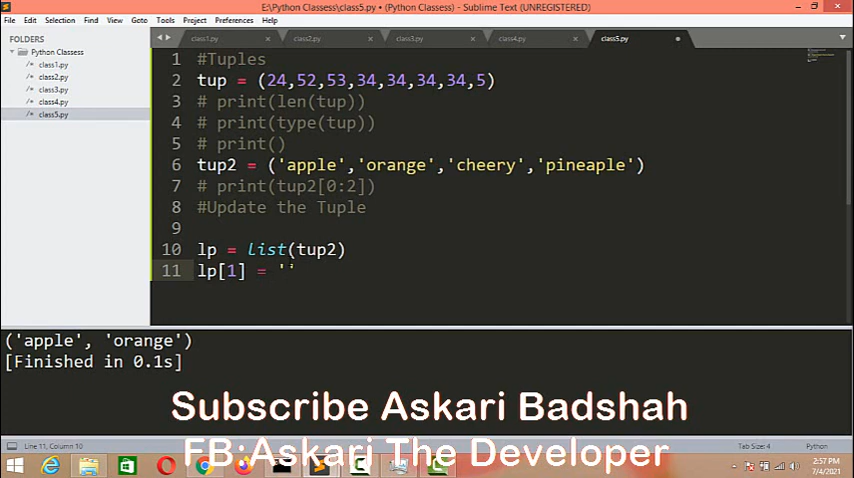 E:\Python Classess\class5.py • (Python Classess) - Sublime Text (UNREGISTERED)
File Edit Selection Find View Goto Tools Project Preferences Help
FOLDERS
Python Classess
class1.py
class2.py
class3.py
class4.py
class5.py
class1.py class2.py class3.py class4.py class5.py
1 #Tuples
2 tup = (24,52,53,34,34,34,34,5)
3 # print(len(tup))
4 # print(type(tup))
5 # print()
6 tup2 = ('apple','orange','cheery','pineaple')
7 # print(tup2[0:2])
8 #Update the Tuple
9
10 lp = list(tup2)
11 lp[1] = ''
('apple', 'orange')
[Finished in 0.1s]
Subscribe Askari Badshah
Line 11, Column 10 Tab Size: 4 Python
FB:Askari The Developer
2:57 PM
7/4/2021